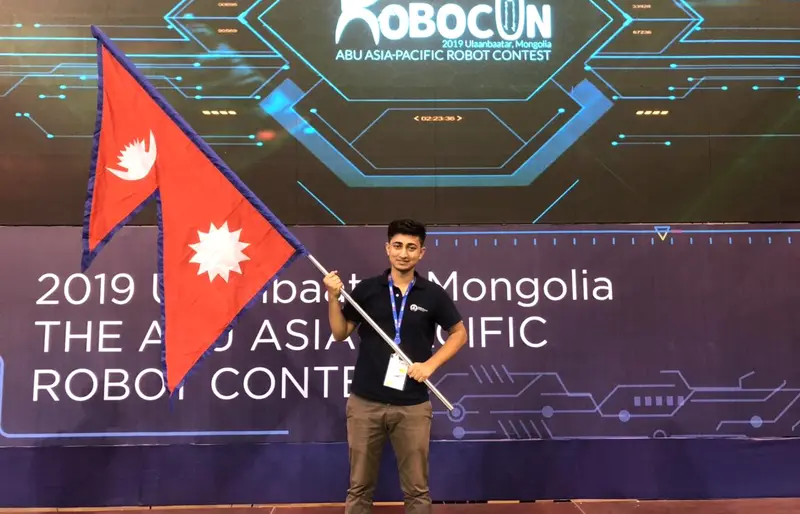 ROBOCON
2019 Ulaanbaatar, Mongolia
ABU ASIA-PACIFIC ROBOT CONTEST
<02:23:36>
2019 U nbaatar Mongolia
THE A U ASIA PACIFIC
ROBOT CONTE